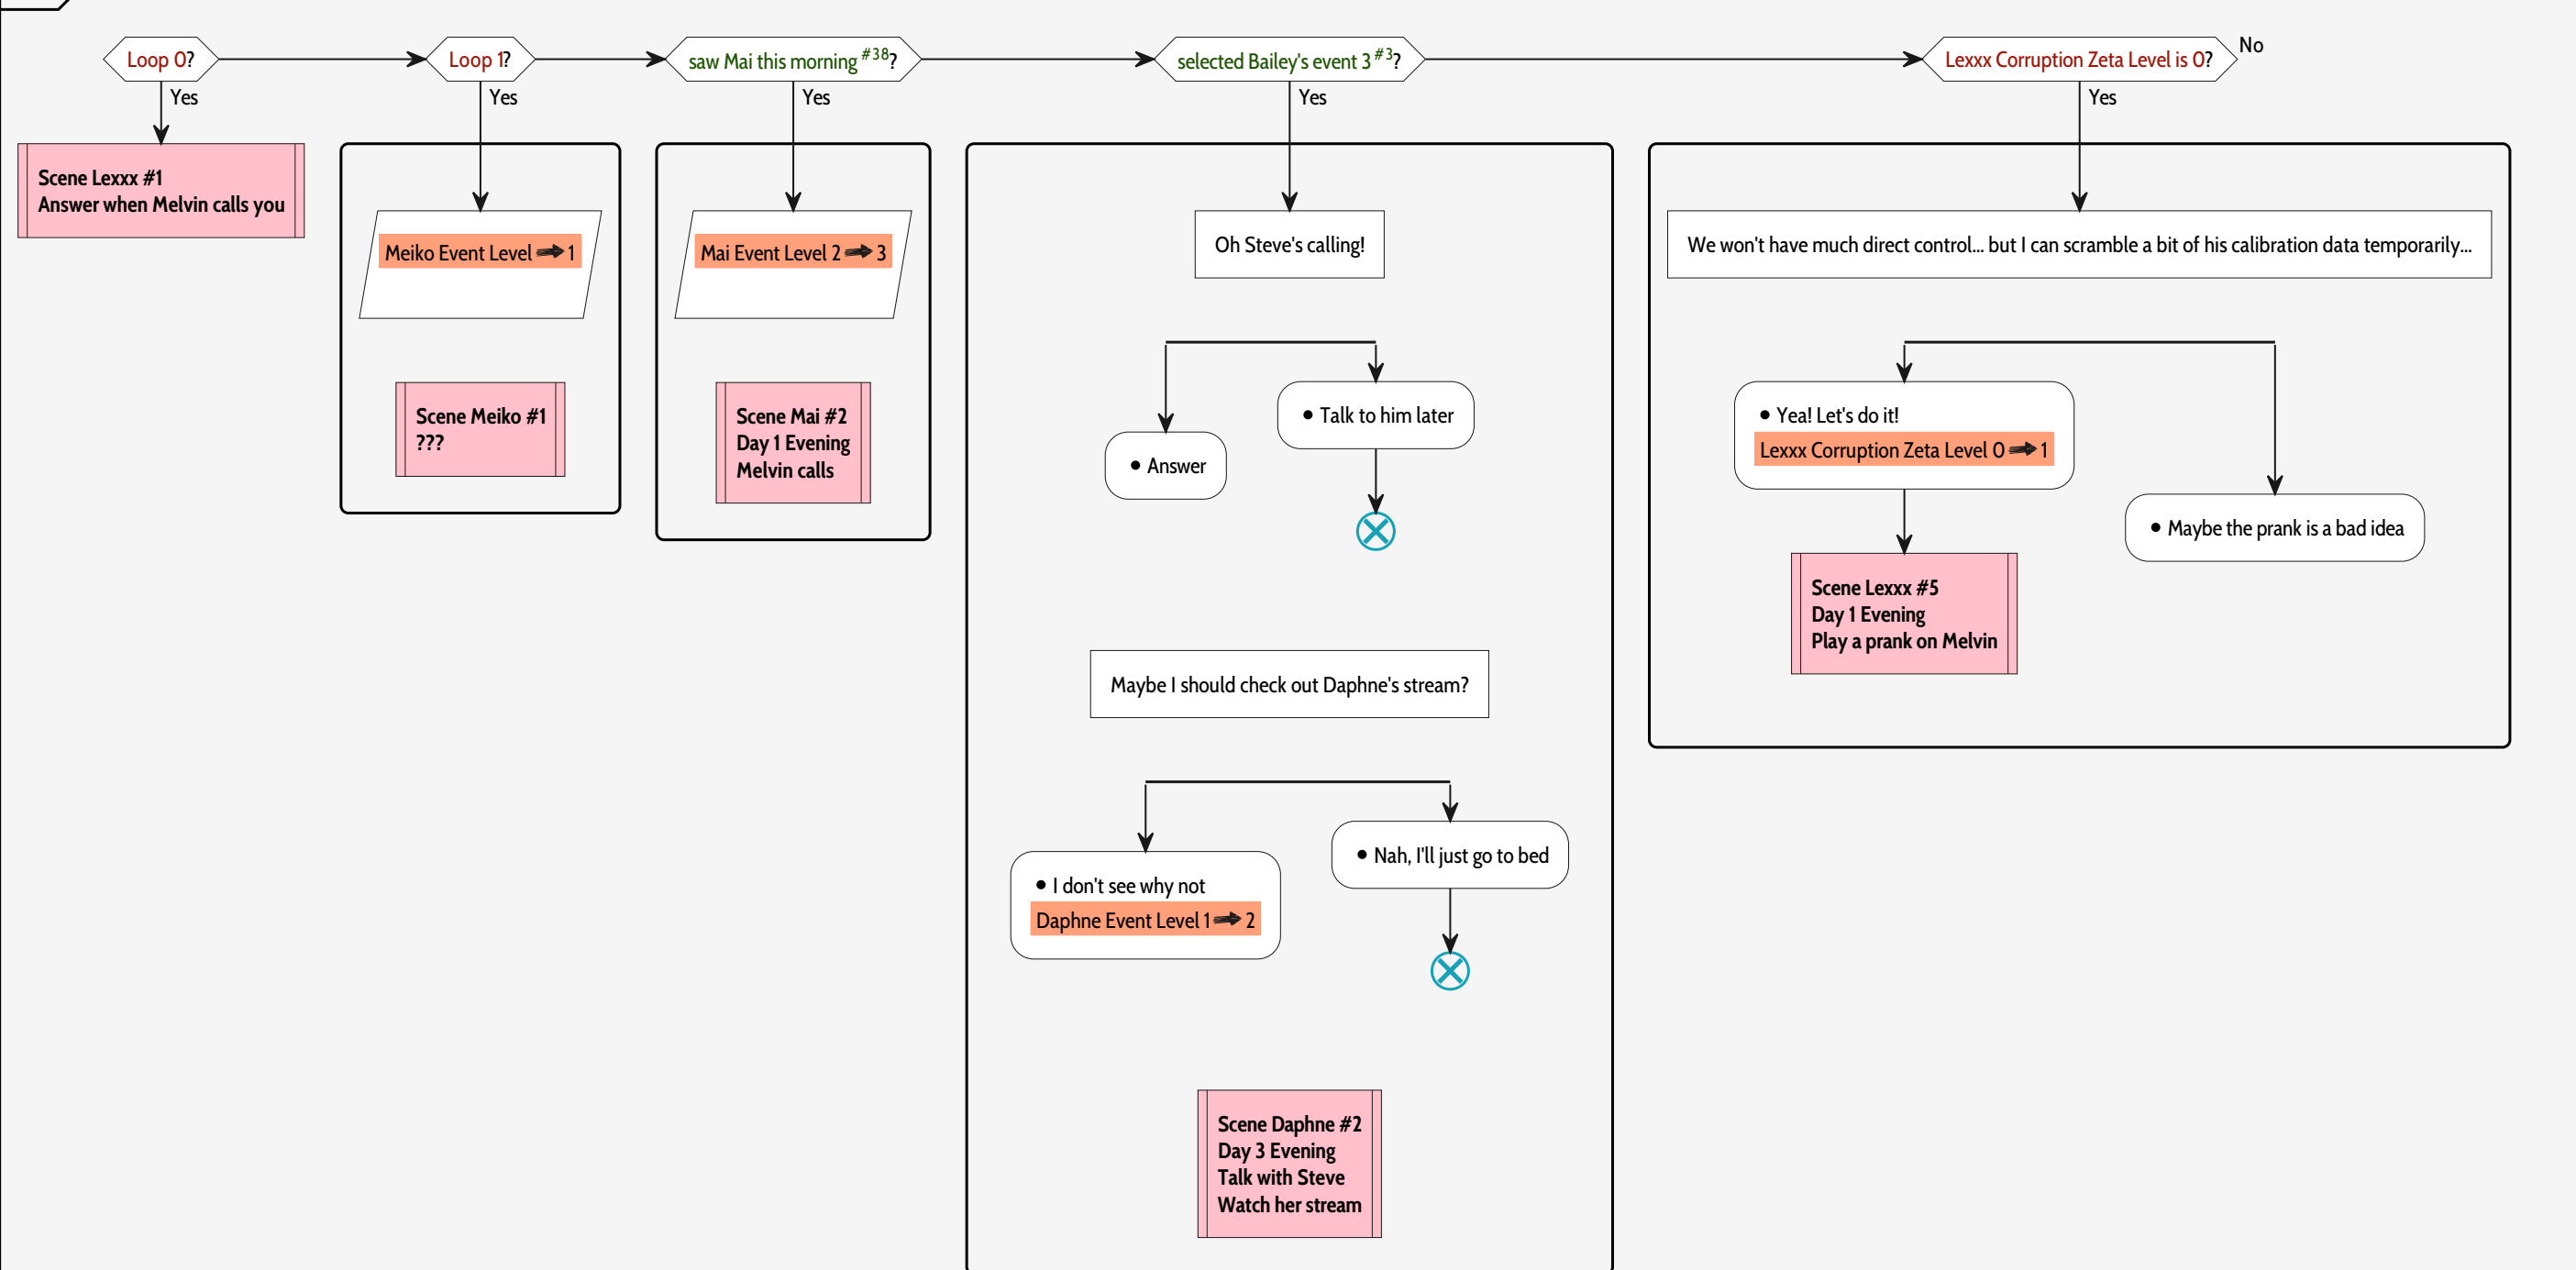 Loop 0?
Yes
Scene Lexxx #1
Answer when Melvin calls you
Loop 1?
Yes
Meiko Event Level ➡ 1
Scene Meiko #1
???
saw Mai this morning #38?
Yes
Mai Event Level 2 ➡ 3
Scene Mai #2
Day 1 Evening
Melvin calls
selected Bailey's event 3 #3?
Yes
Oh Steve's calling!
• Answer
• Talk to him later
Maybe I should check out Daphne's stream?
• I don't see why not
Daphne Event Level 1 ➡ 2
• Nah, I'll just go to bed
Scene Daphne #2
Day 3 Evening
Talk with Steve
Watch her stream
Lexxx Corruption Zeta Level is 0?
No
Yes
We won't have much direct control... but I can scramble a bit of his calibration data temporarily...
• Yea! Let's do it!
Lexxx Corruption Zeta Level 0 ➡ 1
Scene Lexxx #5
Day 1 Evening
Play a prank on Melvin
• Maybe the prank is a bad idea